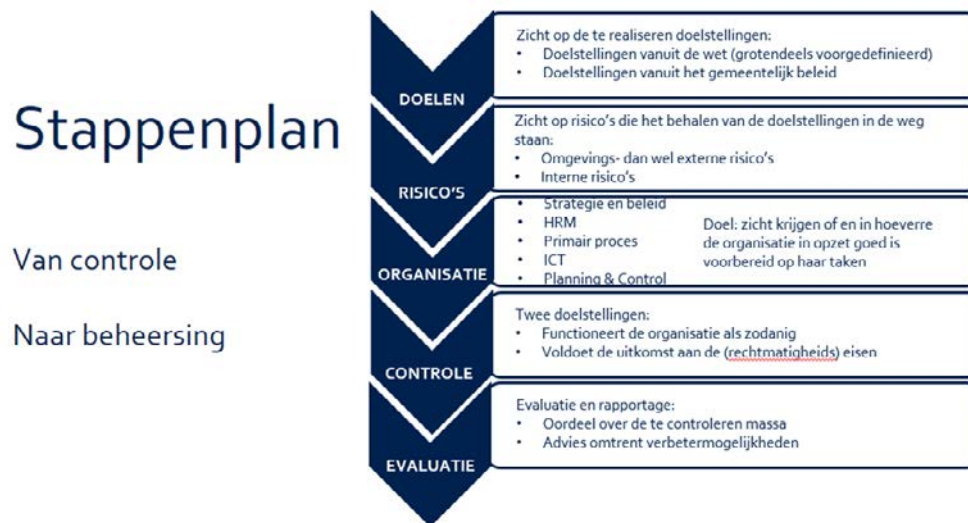 Stappenplan
Van controle
Naar beheersing
DOELEN
Zicht op de te realiseren doelstellingen:
• Doelstellingen vanuit de wet (grotendeels voorgedefinieerd)
• Doelstellingen vanuit het gemeentelijk beleid
RISICO'S
Zicht op risico's die het behalen van de doelstellingen in de weg
staan:
• Omgevings- dan wel externe risico's
• Interne risico's
ORGANISATIE
• Strategie en beleid
• HRM
• Primair proces
• ICT
• Planning & Control
Doel: zicht krijgen of en in hoeverre
de organisatie in opzet goed is
voorbereid op haar taken
CONTROLE
Twee doelstellingen:
• Functioneert de organisatie als zodanig
• Voldoet de uitkomst aan de (rechtmatigheids) eisen
EVALUATIE
Evaluatie en rapportage:
• Oordeel over de te controleren massa
• Advies omtrent verbetermogelijkheden